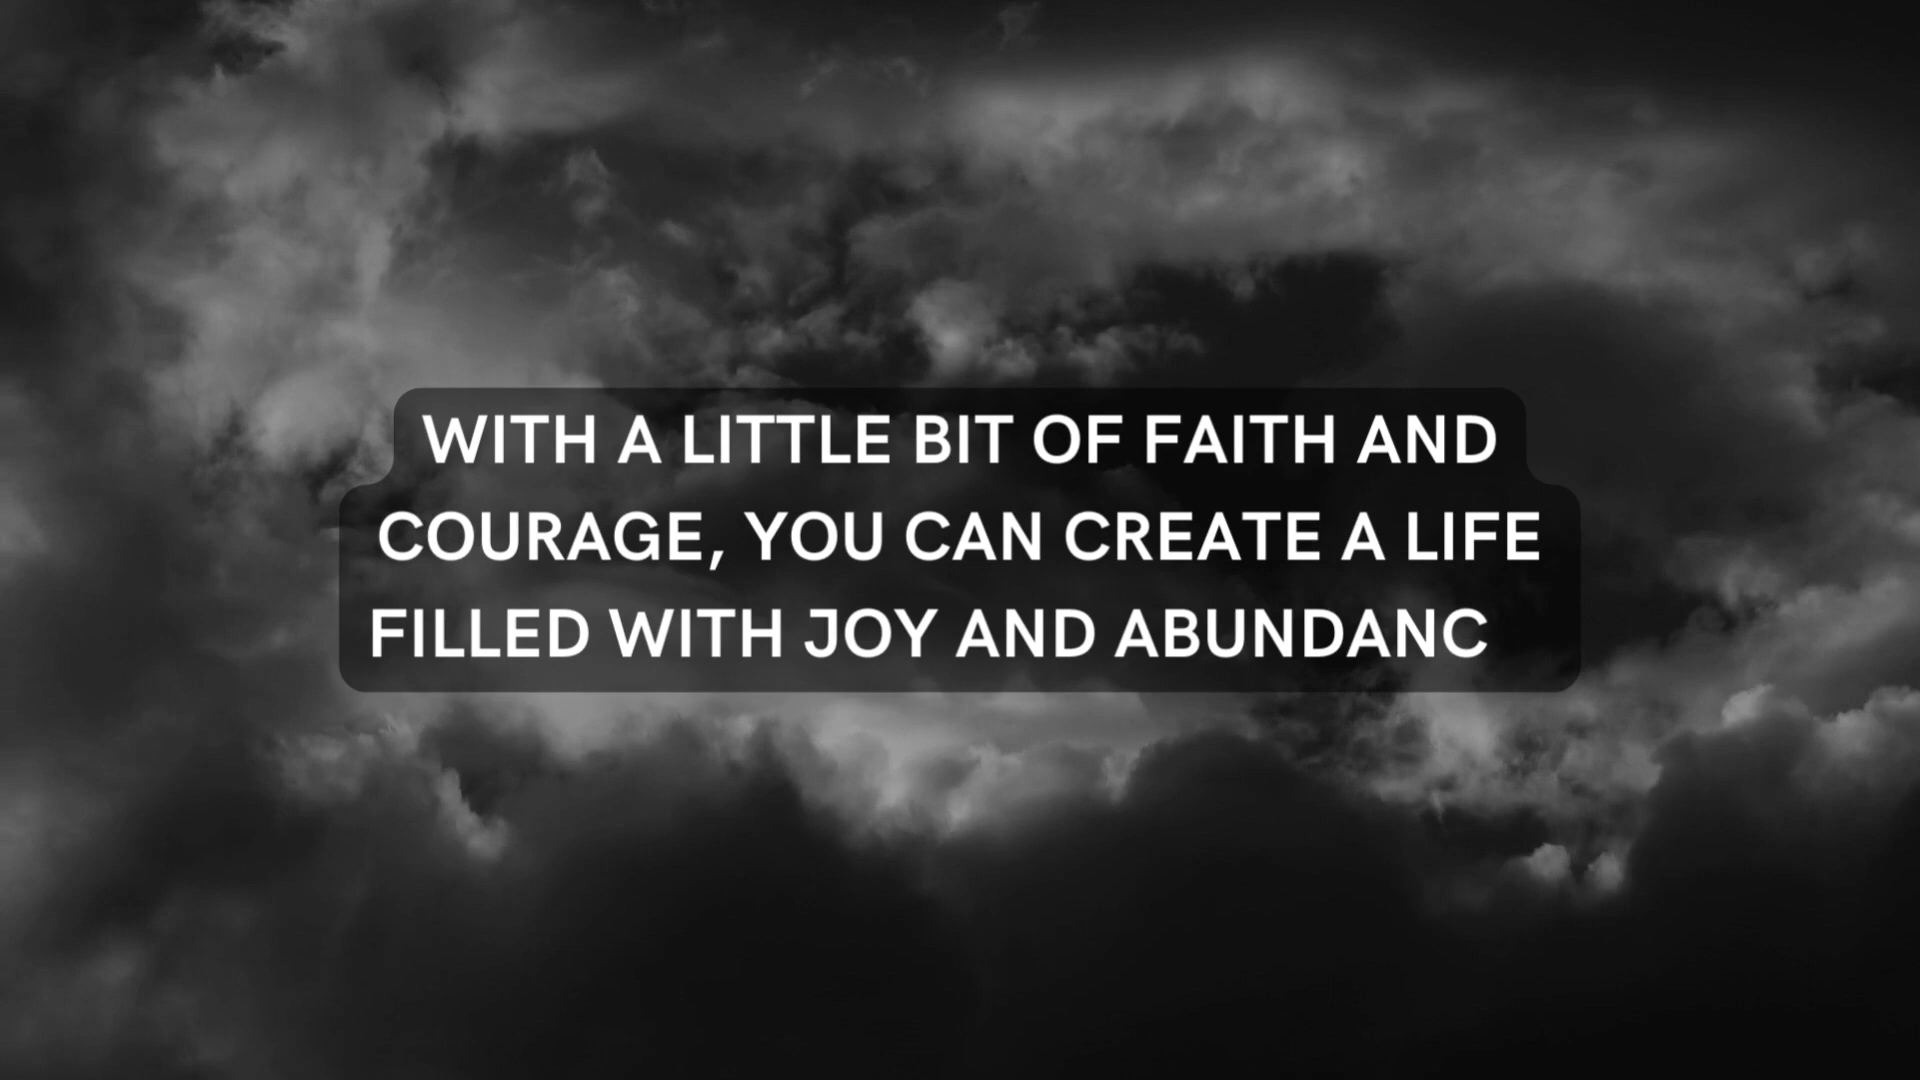 WITH A LITTLE BIT OF FAITH AND
COURAGE, YOU CAN CREATE A LIFE
FILLED WITH JOY AND ABUNDANC